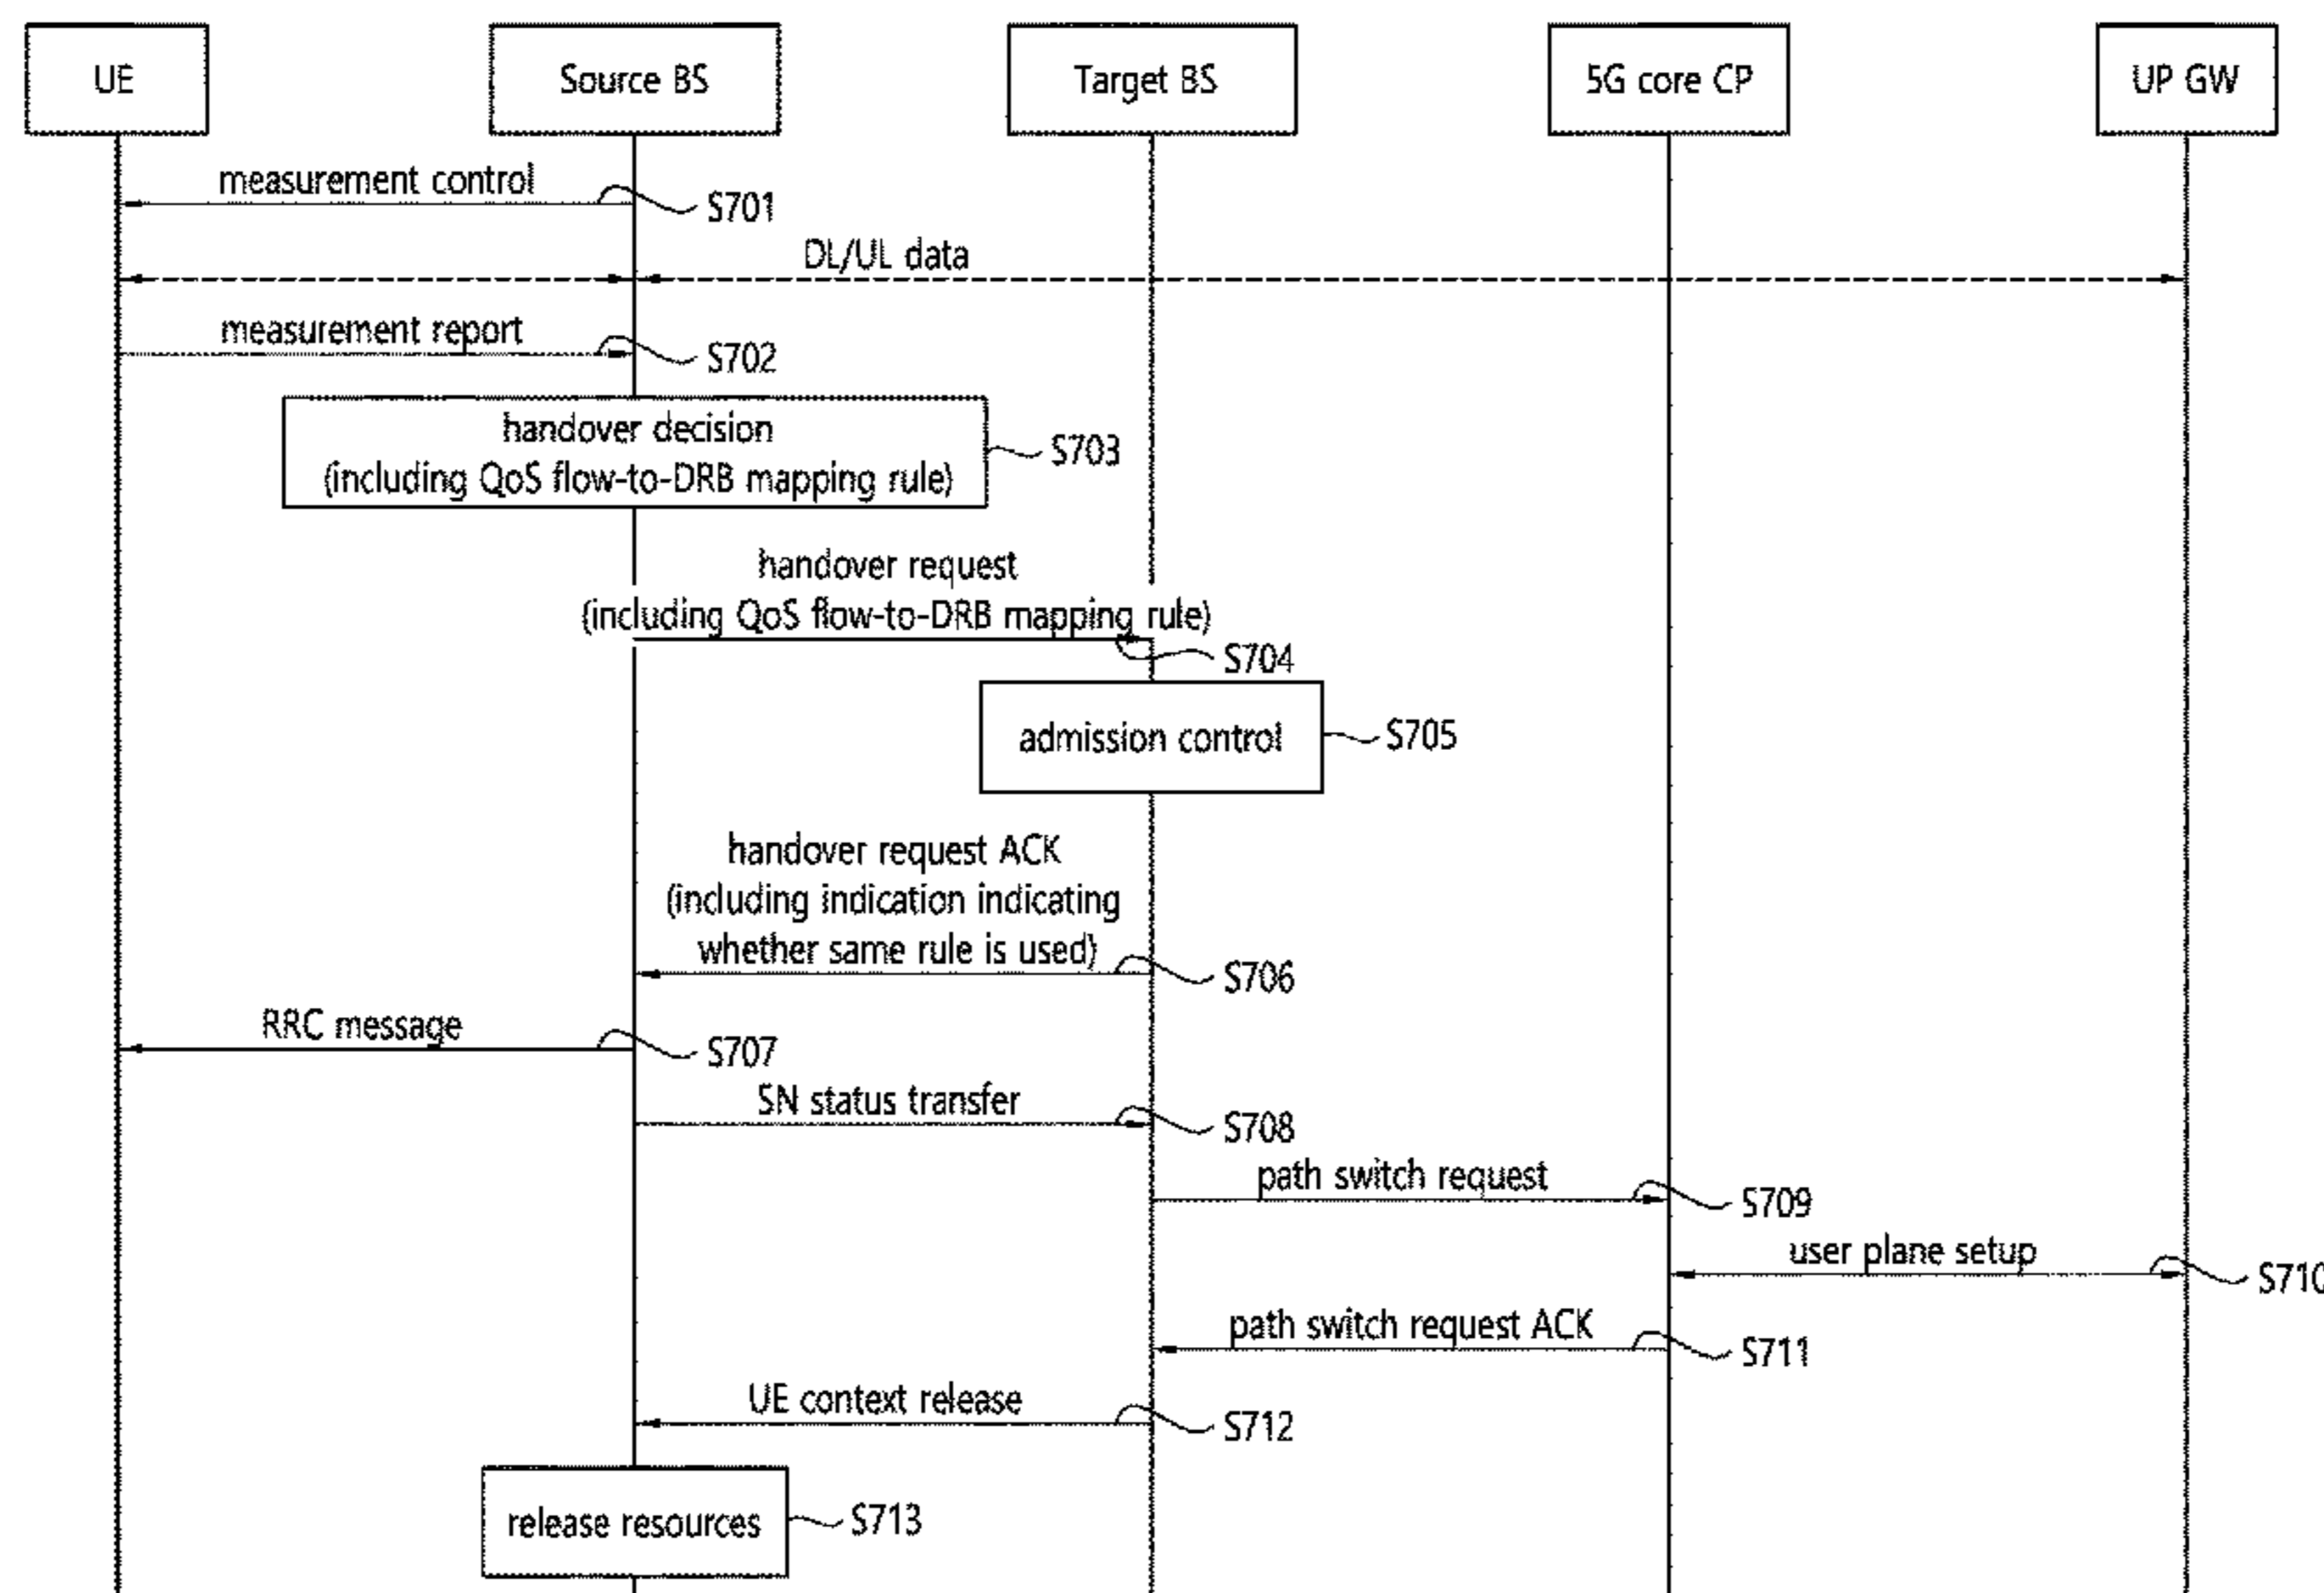 UE
Source BS
Target BS
5G core CP
UP GW
measurement control
S701
DL/UL data
measurement report
S702
handover decision
(including QoS flow-to-DRB mapping rule)
S703
handover request
(including QoS flow-to-DRB mapping rule)
S704
admission control
S705
handover request ACK
(including indication indicating
whether same rule is used)
S706
RRC message
S707
SN status transfer
S708
path switch request
S709
user plane setup
S710
path switch request ACK
S711
UE context release
S712
release resources
S713